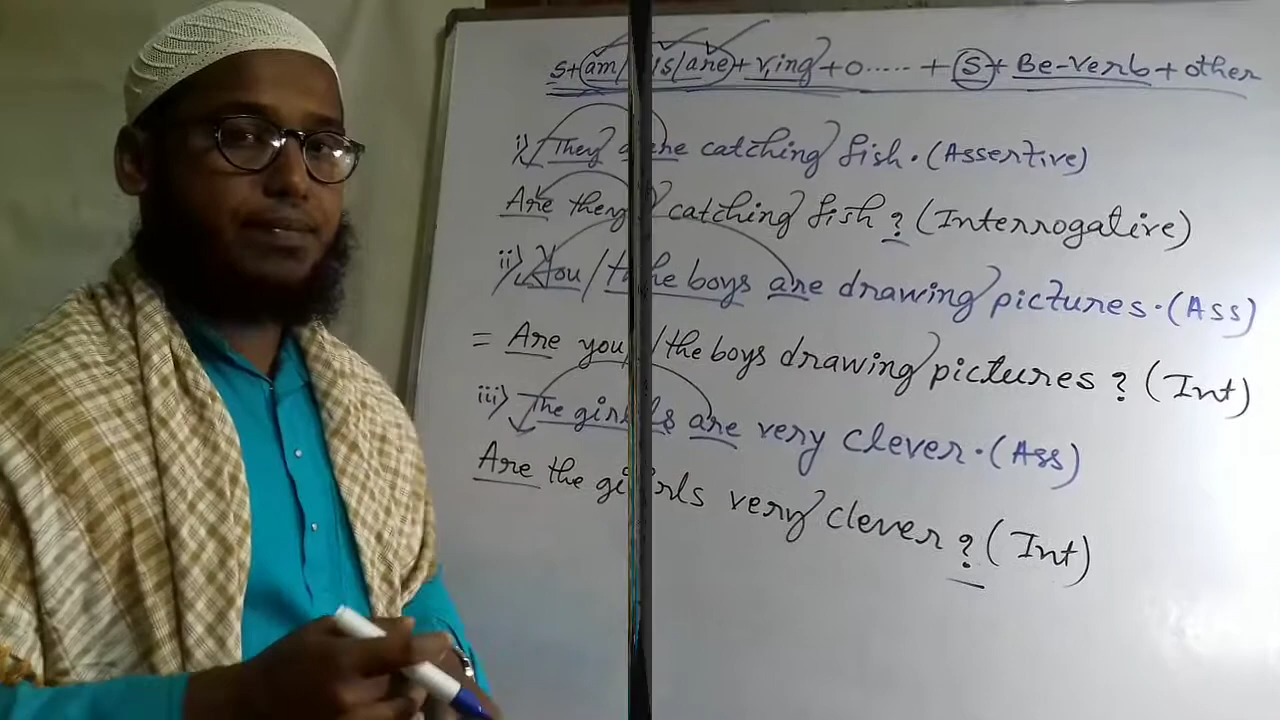 S+am/is/are+v,ing+o.....+(S)+Be-verb+other
i) They are catching fish. (Assertive)
Are they catching fish? (Interrogative)
ii) You/the boys are drawing pictures. (Ass)
= Are you/the boys drawing pictures? (Int)
iii) The girls are very clever. (Ass)
Are the girls very clever? (Int)